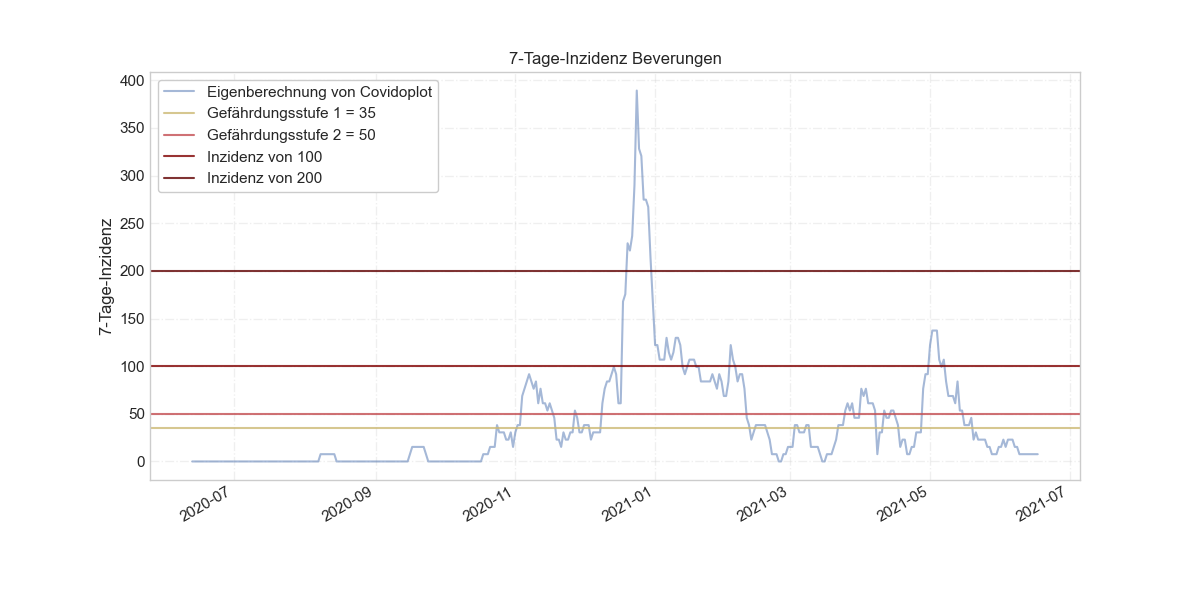 7-Tage-Inzidenz Beverungen
400
350
300
250
200
150
100
50
0
7-Tage-Inzidenz
Eigenberechnung von Covidoplot
Gefährdungsstufe 1 = 35
Gefährdungsstufe 2 = 50
Inzidenz von 100
Inzidenz von 200
2020-07
2020-09
2020-11
2021-01
2021-03
2021-05
2021-07